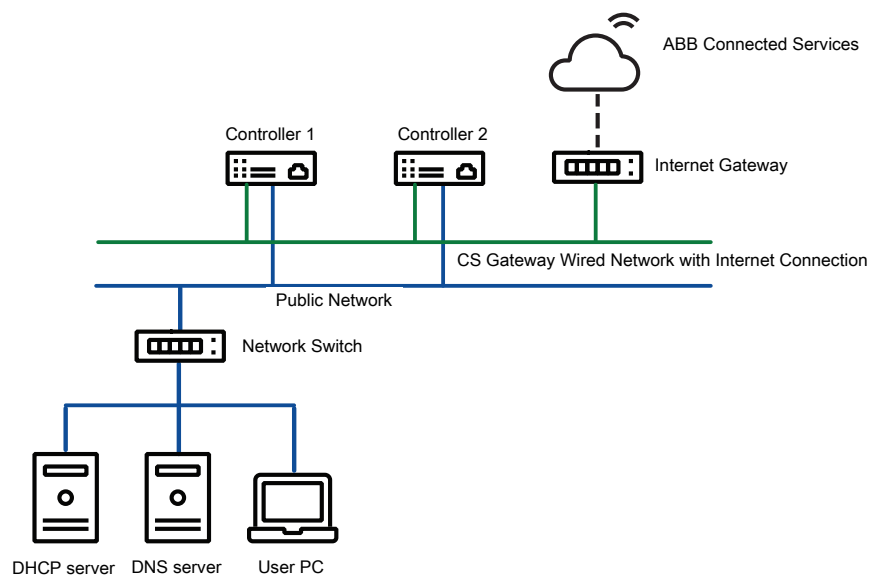 ABB Connected Services
Controller 1
Controller 2
Internet Gateway
CS Gateway Wired Network with Internet Connection
Public Network
Network Switch
DHCP server
DNS server
User PC